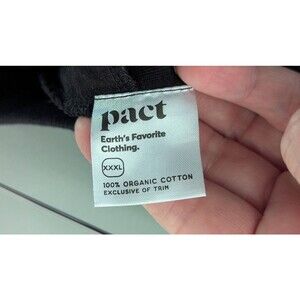 pact
Earth's Favorite
Clothing.
XXXL
100% ORGANIC COTTON
EXCLUSIVE OF TRIM